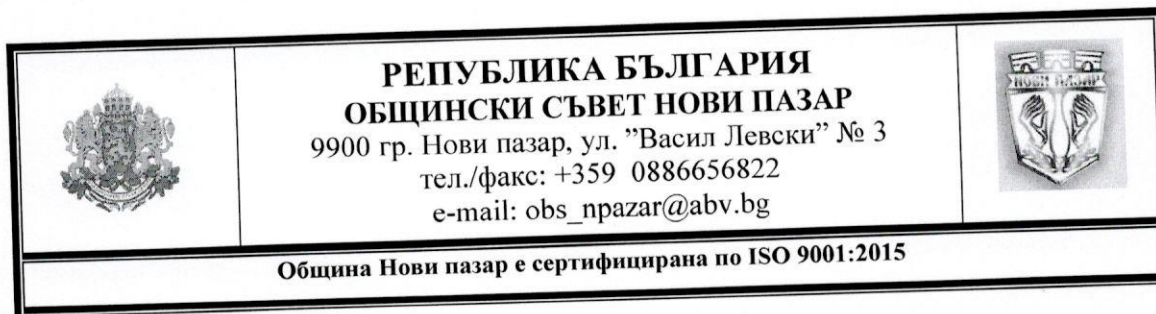 РЕПУБЛИКА БЪЛГАРИЯ
ОБЩИНСКИ СЪВЕТ НОВИ ПАЗАР
9900 гр. Нови пазар, ул. ”Васил Левски” № 3
тел./факс: +359 0886656822
e-mail: obs_npazar@abv.bg
НОВИ ПАЗАР
Община Нови пазар е сертифицирана по ISO 9001:2015